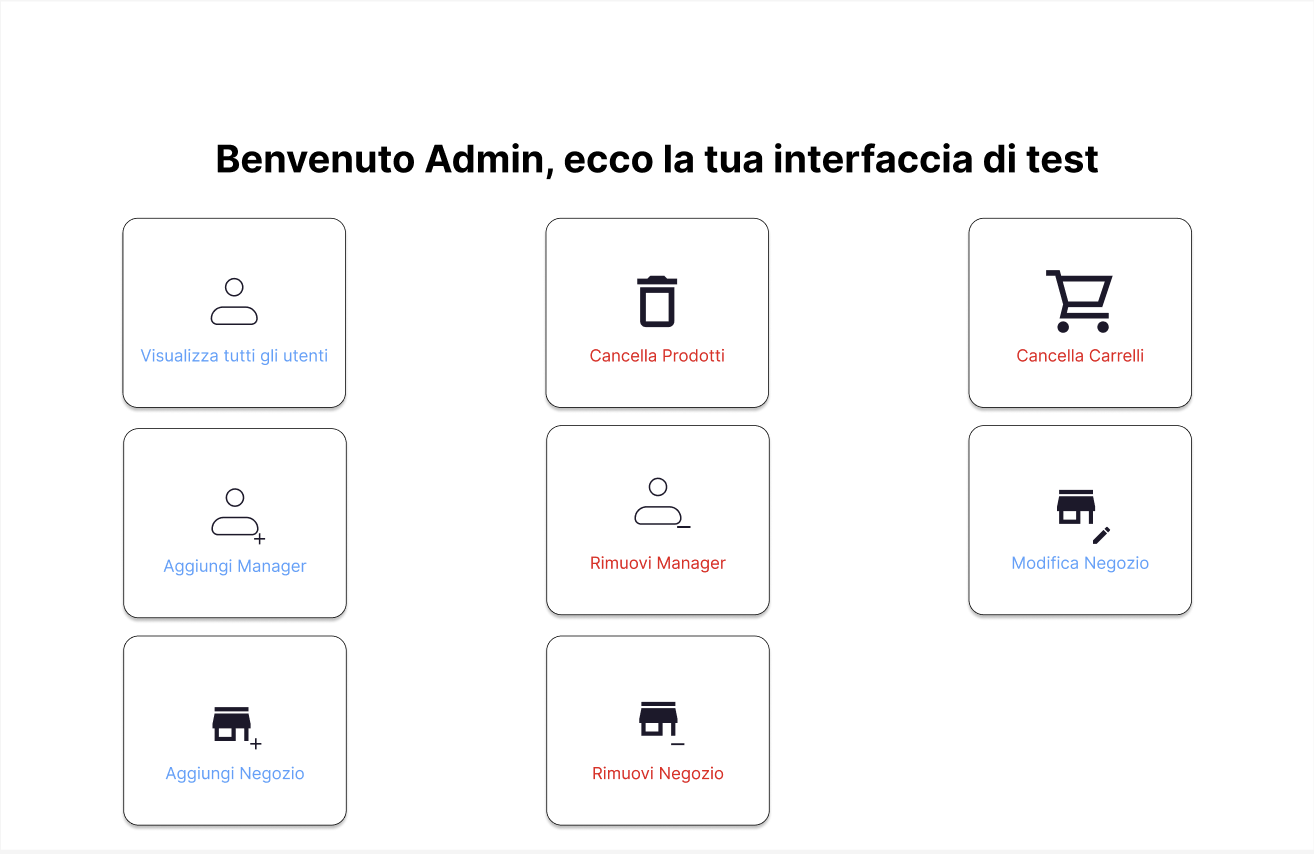 Benvenuto Admin, ecco la tua interfaccia di test
Visualizza tutti gli utenti
Cancella Prodotti
Cancella Carrelli
Aggiungi Manager
Rimuovi Manager
Modifica Negozio
Aggiungi Negozio
Rimuovi Negozio